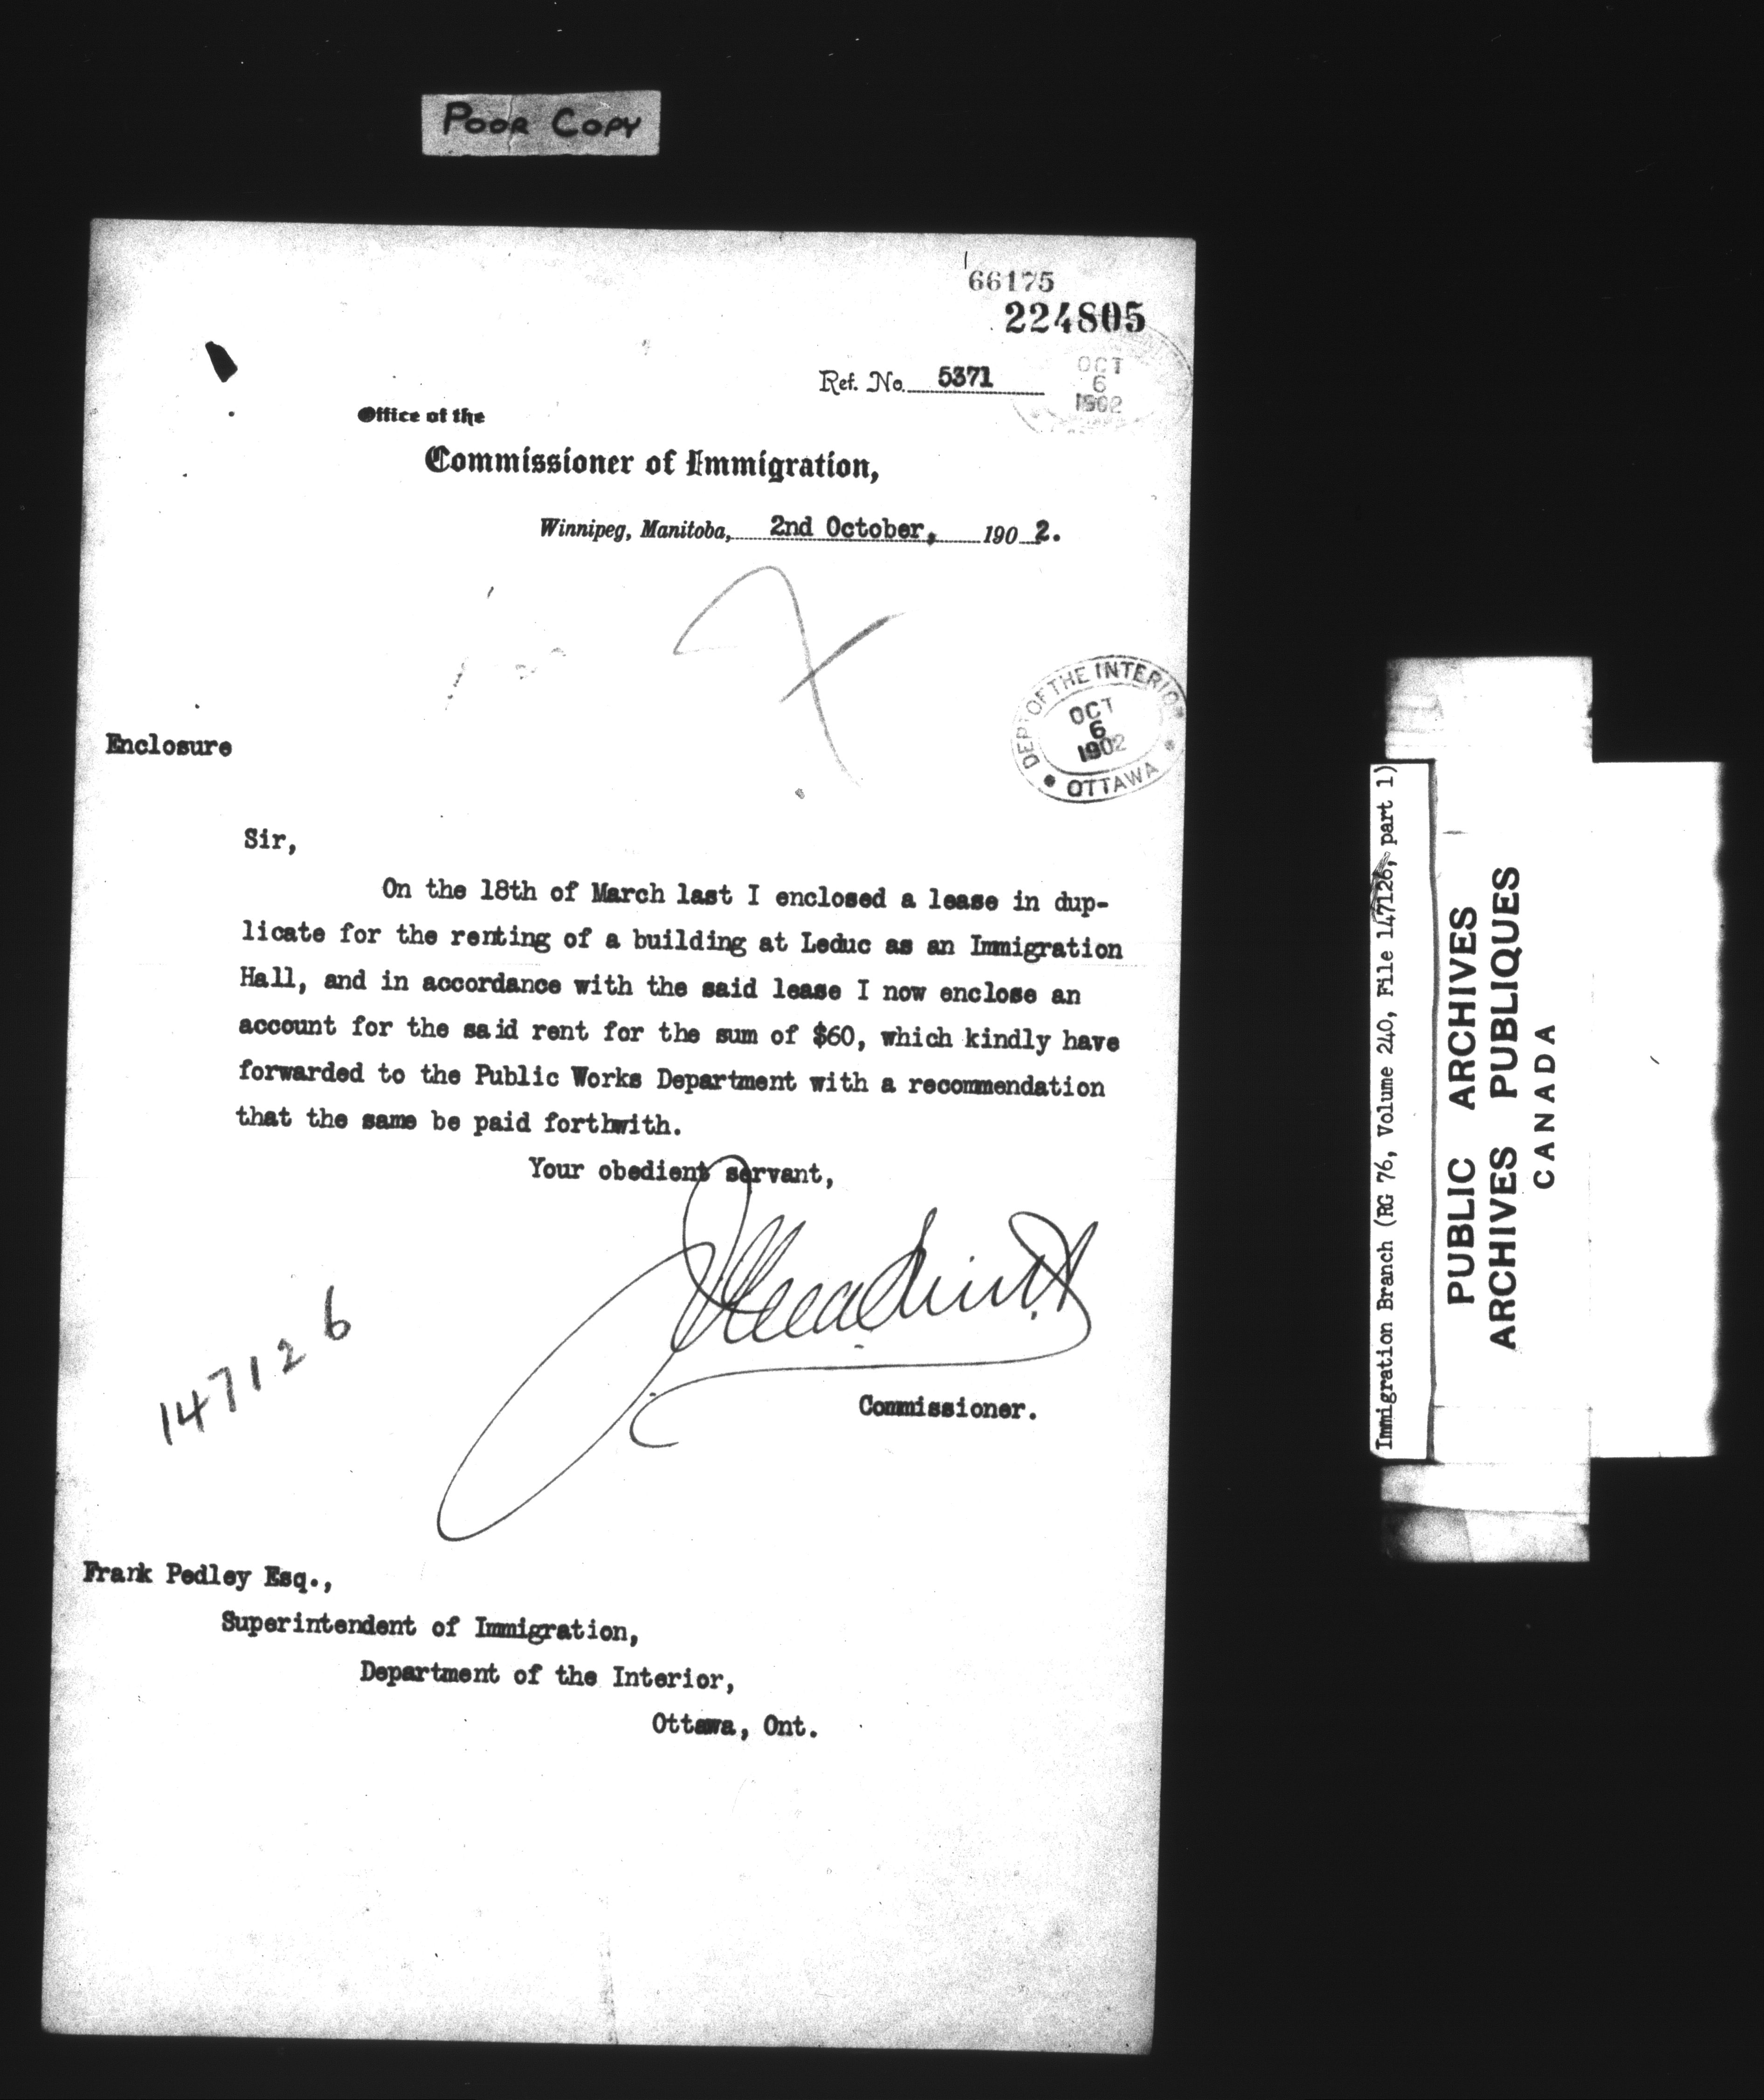 POOR COPY
66175
224805
Ref. No. 5371
OCT
6
1902
Office of the
Commissioner of Immigration,
Winnipeg, Manitoba, 2nd October, 190 2.
DEPT OF THE INTERIOR
OCT
6
1902
OTTAWA
Enclosure
Sir,
On the 18th of March last I enclosed a lease in dup-
licate for the renting of a building at Leduc as an Immigration
Hall, and in accordance with the said lease I now enclose an
account for the said rent for the sum of $60, which kindly have
forwarded to the Public Works Department with a recommendation
that the same be paid forthwith.
Your obedient servant,
Commissioner.
147126
Frank Pedley Esq.,
Superintendent of Immigration,
Department of the Interior,
Ottawa, Ont.
Immigration Branch (RG 76, Volume 240, File 147126, part 1)
PUBLIC ARCHIVES
ARCHIVES PUBLIQUES
CANADA